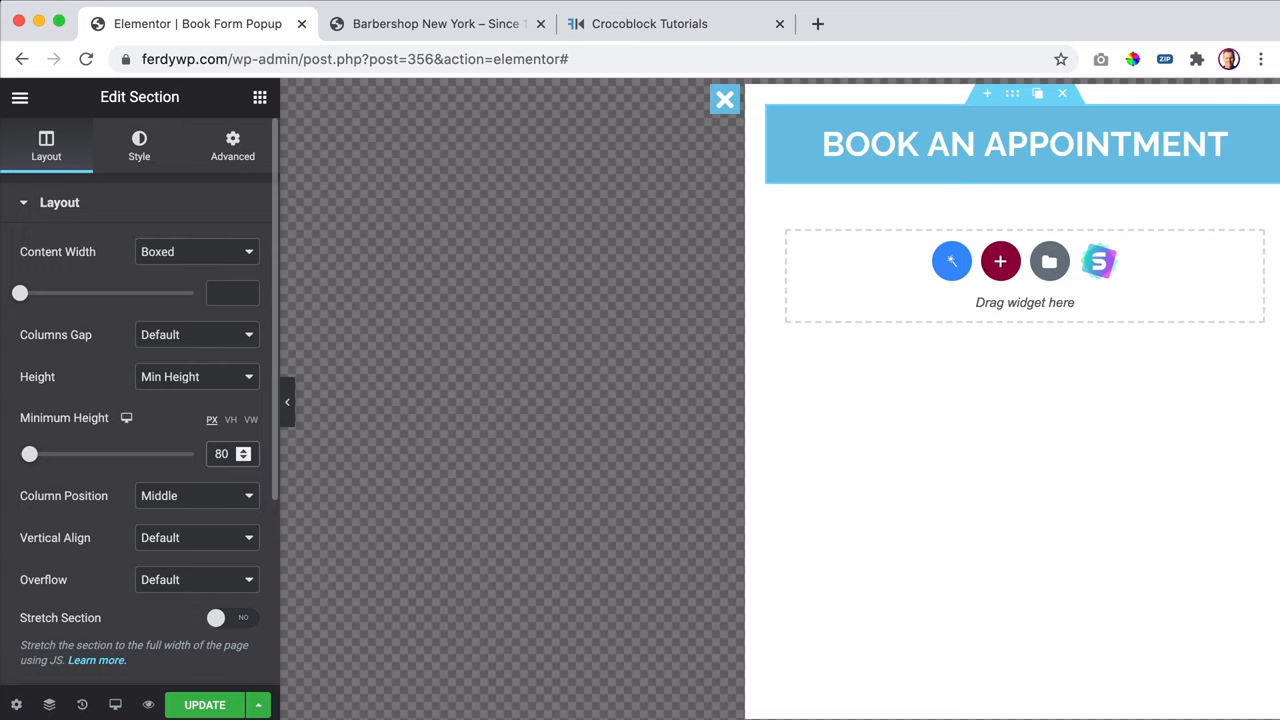 Elementor | Book Form Popup
Barbershop New York – Since 1
Crocoblock Tutorials
ferdywp.com/wp-admin/post.php?post=356&action=elementor#
ZIP
Edit Section
Layout
Style
Advanced
Layout
Content Width
Boxed
Columns Gap
Default
Height
Min Height
Minimum Height
PX
VH
VW
80
Column Position
Middle
Vertical Align
Default
Overflow
Default
Stretch Section
NO
Stretch the section to the full width of the page
using JS. Learn more.
UPDATE
BOOK AN APPOINTMENT
S
Drag widget here